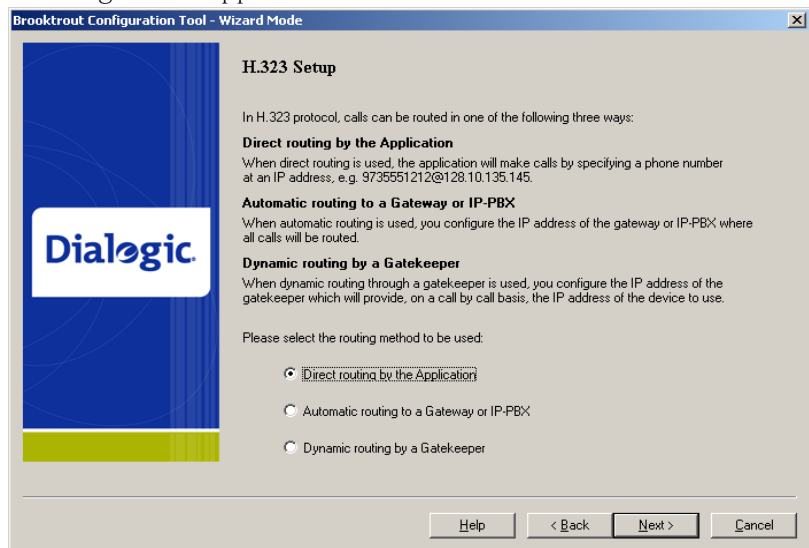 Brooktrout Configuration Tool - Wizard Mode
H.323 Setup
In H.323 protocol, calls can be routed in one of the following three ways:
Direct routing by the Application
When direct routing is used, the application will make calls by specifying a phone number
at an IP address, e.g. 9735551212@128.10.135.145.
Automatic routing to a Gateway or IP-PBX
When automatic routing is used, you configure the IP address of the gateway or IP-PBX where
all calls will be routed.
Dynamic routing by a Gatekeeper
When dynamic routing through a gatekeeper is used, you configure the IP address of the
gatekeeper which will provide, on a call by call basis, the IP address of the device to use.
Dialogic.
Please select the routing method to be used:
Direct routing by the Application
Automatic routing to a Gateway or IP-PBX
Dynamic routing by a Gatekeeper
Help
< Back
Next >
Cancel